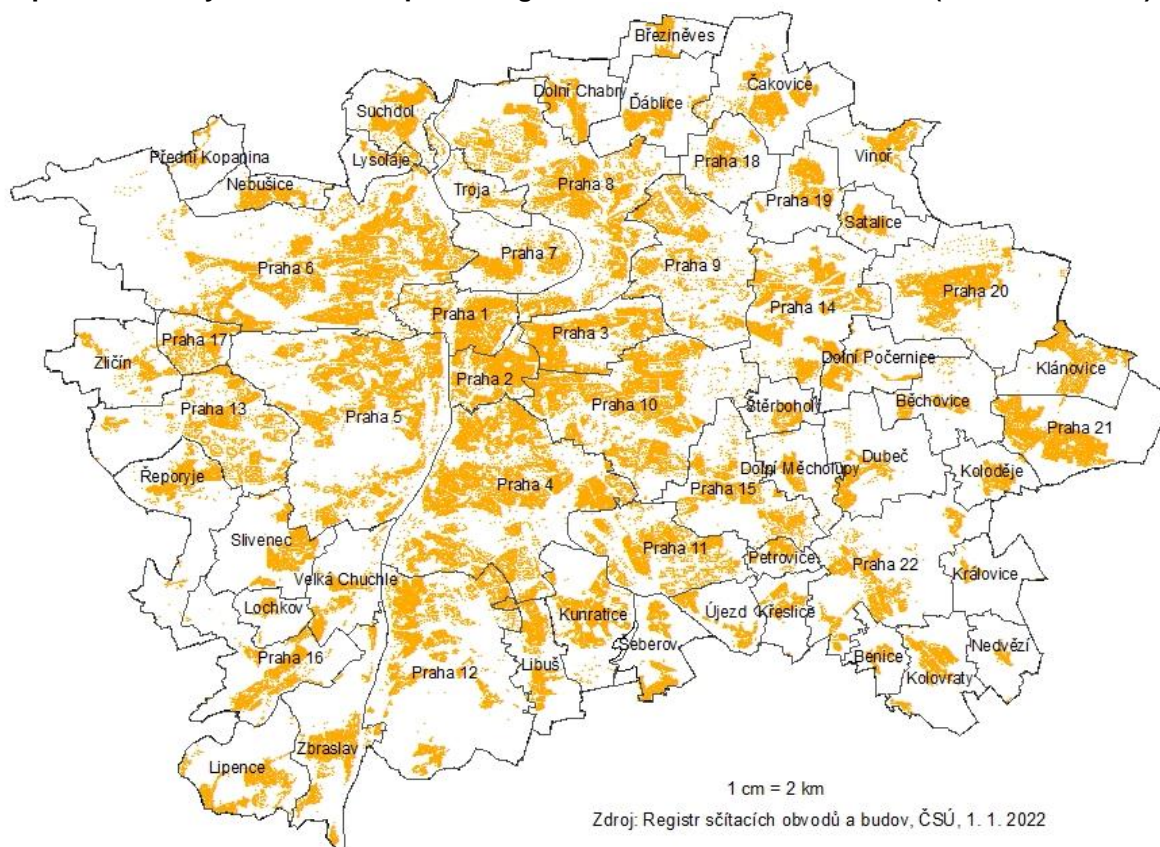 Březiněves
Dolní Chabry
Ďáblice
Čakovice
Suchdol
Přední Kopanina
Lysolaje
Nebušice
Troja
Praha 8
Praha 18
Vinoř
Praha 19
Satalice
Praha 7
Praha 6
Praha 9
Praha 20
Praha 14
Praha 1
Praha 3
Praha 17
Zličín
Praha 2
Dolní Počernice
Klánovice
Praha 13
Praha 5
Praha 10
Štěrboholy
Běchovice
Praha 21
Řeporyje
Praha 4
Dolní Měcholupy
Dubeč
Koloděje
Praha 15
Slivenec
Praha 11
Petrovice
Praha 22
Královice
Velká Chuchle
Lochkov
Kunratice
Újezd
Křeslice
Šeberov
Praha 16
Praha 12
Libuš
Benice
Nedvězí
Kolovraty
Zbraslav
Lipence
1 cm = 2 km
Zdroj: Registr sčítacích obvodů a budov, ČSÚ, 1. 1. 2022